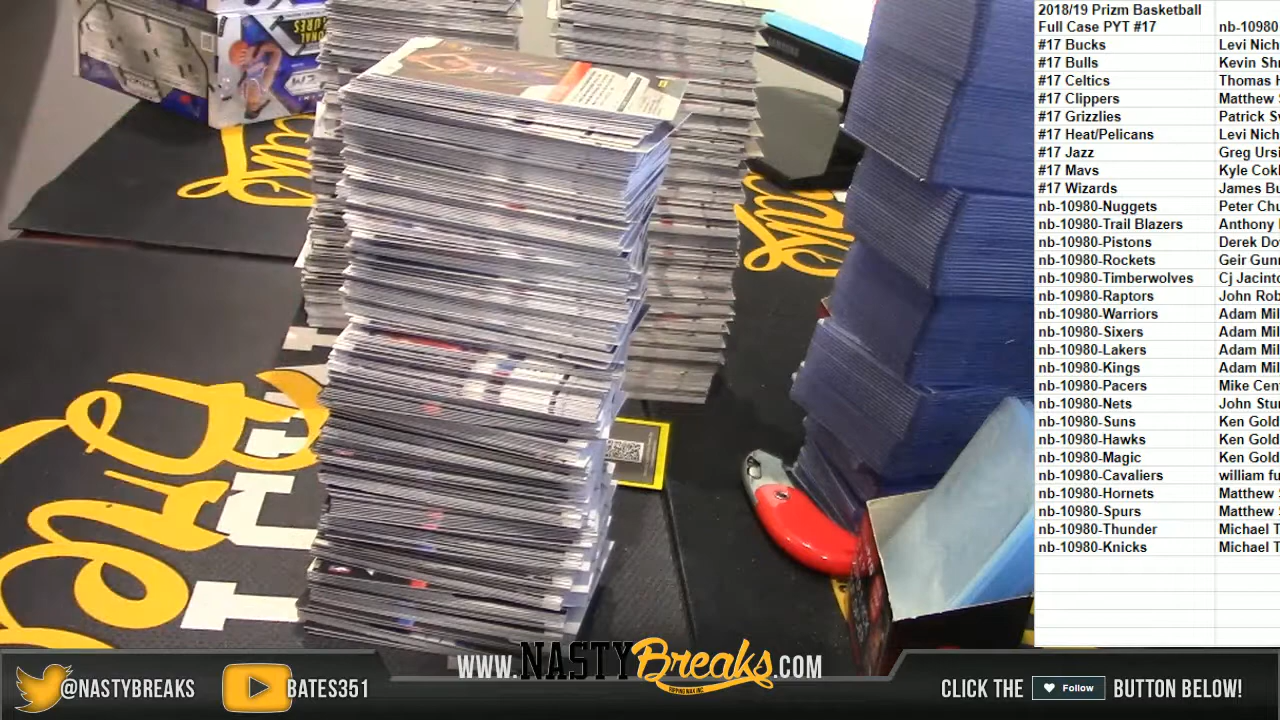 2018/19 Prizm Basketball
Full Case PYT #17 nb-10980
#17 Bucks Levi Nich
#17 Bulls Kevin Shr
#17 Celtics Thomas
#17 Clippers Matthew
#17 Grizzlies Patrick S
#17 Heat/Pelicans Levi Nich
#17 Jazz Greg Ursi
#17 Mavs Kyle Cok
#17 Wizards James Bu
nb-10980-Nuggets Peter Chu
nb-10980-Trail Blazers Anthony
nb-10980-Pistons Derek Do
nb-10980-Rockets Geir Gun
nb-10980-Timberwolves Cj Jacint
nb-10980-Raptors John Rob
nb-10980-Warriors Adam Mil
nb-10980-Sixers Adam Mil
nb-10980-Lakers Adam Mil
nb-10980-Kings Adam Mil
nb-10980-Pacers Mike Cen
nb-10980-Nets John Stu
nb-10980-Suns Ken Gold
nb-10980-Hawks Ken Gold
nb-10980-Magic Ken Gold
nb-10980-Cavaliers william fu
nb-10980-Hornets Matthew
nb-10980-Spurs Matthew
nb-10980-Thunder Michael T
nb-10980-Knicks Michael T
SAMSUNG
@NASTYBREAKS
BATES351
WWW.NASTYBreaks.COM
RIPPING WAX INC.
CLICK THE Follow BUTTON BELOW!